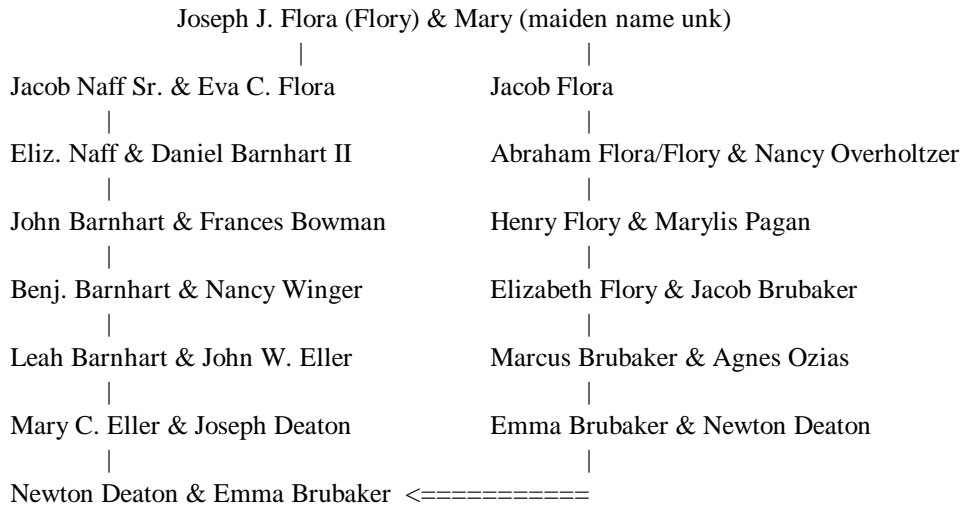 Joseph J. Flora (Flory) & Mary (maiden name unk)
| |
Jacob Naff Sr. & Eva C. Flora Jacob Flora
| |
Eliz. Naff & Daniel Barnhart II Abraham Flora/Flory & Nancy Overholtzer
| |
John Barnhart & Frances Bowman Henry Flory & Marylis Pagan
| |
Benj. Barnhart & Nancy Winger Elizabeth Flory & Jacob Brubaker
| |
Leah Barnhart & John W. Eller Marcus Brubaker & Agnes Ozias
| |
Mary C. Eller & Joseph Deaton Emma Brubaker & Newton Deaton
| |
Newton Deaton & Emma Brubaker <===========